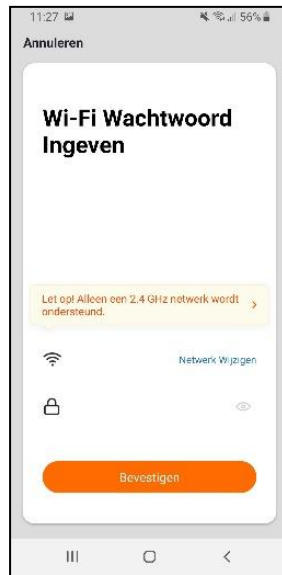 11:27 56%
Annuleren
Wi-Fi Wachtwoord
Ingeven
Let op! Alleen een 2.4 GHz netwerk wordt
ondersteund.
Netwerk Wijzigen
Bevestigen